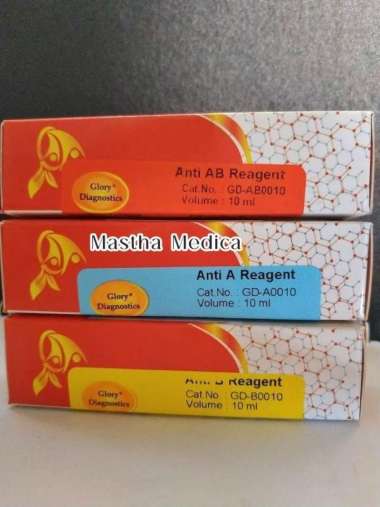 Glory®
Diagnostics
Anti AB Reagent
Cat.No. GD-AB0010
Volume : 10 ml
Mastha Medica
Glory®
Diagnostics
Anti A Reagent
Cat.No : GD-A0010
Volume : 10 ml
Glory®
Diagnostics
Anti B Reagent
Cat.No : GD-B0010
Volume : 10 ml